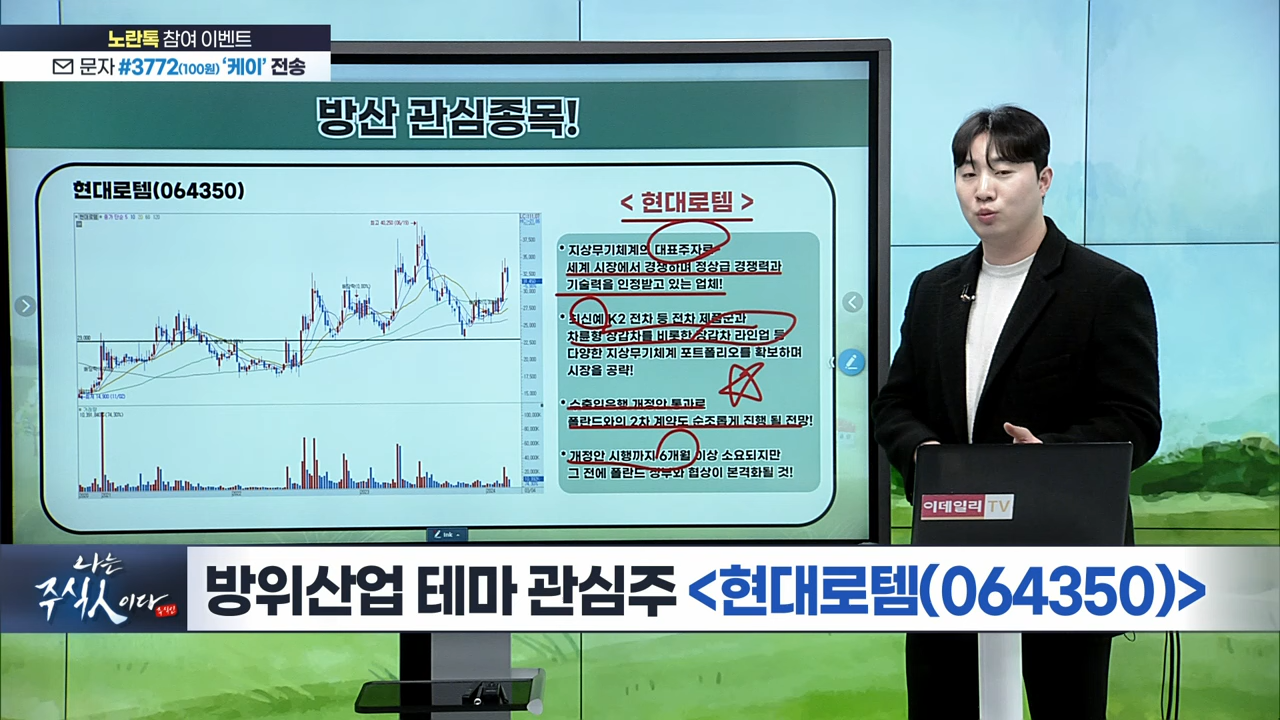 노란톡 참여 이벤트
문자 #3772(100원) '케이' 전송
방산 관심종목!
현대로템(064350)
< 현대로템 >
• 지상무기체계의 대표주자로
세계 시장에서 경쟁하며 정상급 경쟁력과
기술력을 인정받고 있는 업체!
• 최신예 K2 전차 등 전차 제품군과
차륜형 장갑차를 비롯한 장갑차 라인업 등
다양한 지상무기체계 포트폴리오를 확보하며
시장을 공략!
• 수출입은행 개정안 통과로
폴란드와의 2차 계약도 순조롭게 진행 될 전망!
• 개정안 시행까지 6개월 이상 소요되지만
그 전에 폴란드 정부와 협상이 본격화될 것!
Ink
이데일리 TV
나는
주식人이다
방위산업 테마 관심주 <현대로템(064350)>